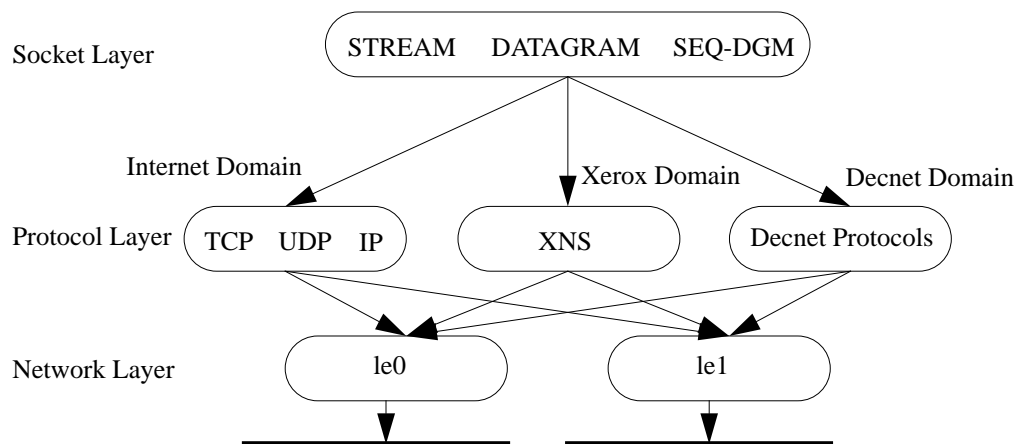 Socket Layer
STREAM DATAGRAM SEQ-DGM
Internet Domain
Xerox Domain
Decnet Domain
Protocol Layer
TCP UDP IP
XNS
Decnet Protocols
Network Layer
le0
le1